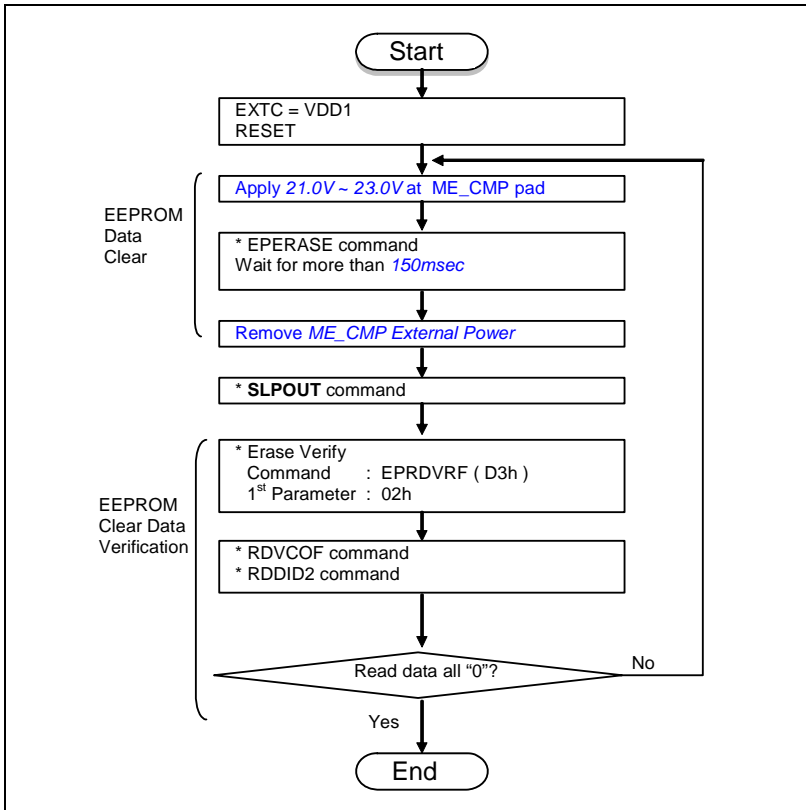 Start
EXTC = VDD1
RESET
Apply 21.0V ~ 23.0V at ME_CMP pad
EEPROM
Data
Clear
* EPERASE command
Wait for more than 150msec
Remove ME_CMP External Power
* SLPOUT command
* Erase Verify
Command : EPRDVRF ( D3h )
1st Parameter : 02h
EEPROM
Clear Data
Verification
* RDVCOF command
* RDDID2 command
Read data all “0”?
No
Yes
End